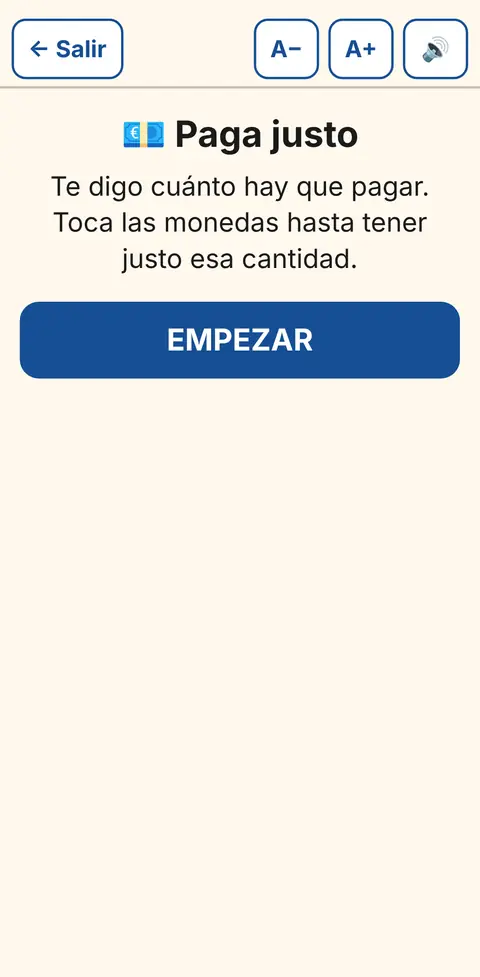 ← Salir
A−
A+
Paga justo
Te digo cuánto hay que pagar.
Toca las monedas hasta tener
justo esa cantidad.
EMPEZAR